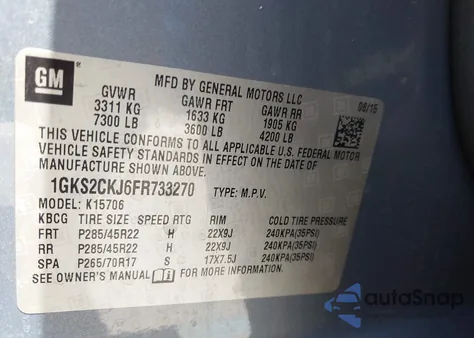 GM
MFD BY GENERAL MOTORS LLC
06/15
GVWR GAWR FRT GAWR RR
3311 KG 1633 KG 1905 KG
7300 LB 3600 LB 4200 LB
THIS VEHICLE CONFORMS TO ALL APPLICABLE U.S. FEDERAL MOTOR
VEHICLE SAFETY STANDARDS IN EFFECT ON THE DATE OF
MANUFACTURE SHOWN ABOVE.
1GKS2CKJ6FR733270 TYPE: M.P.V.
MODEL: K15706
KBCG TIRE SIZE SPEED RTG RIM COLD TIRE PRESSURE
FRT P285/45R22 H 22X9J 240KPA(35PSI)
RR P285/45R22 H 22X9J 240KPA(35PSI)
SPA P265/70R17 S 17X7.5J 240KPA(35PSI)
SEE OWNER'S MANUAL FOR MORE INFORMATION.
autoSnap